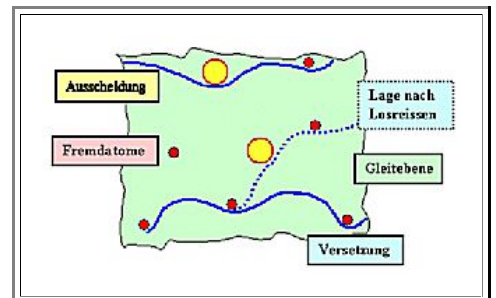 Ausscheidung
Lage nach
Losreissen
Fremdatome
Gleitebene
Versetzung